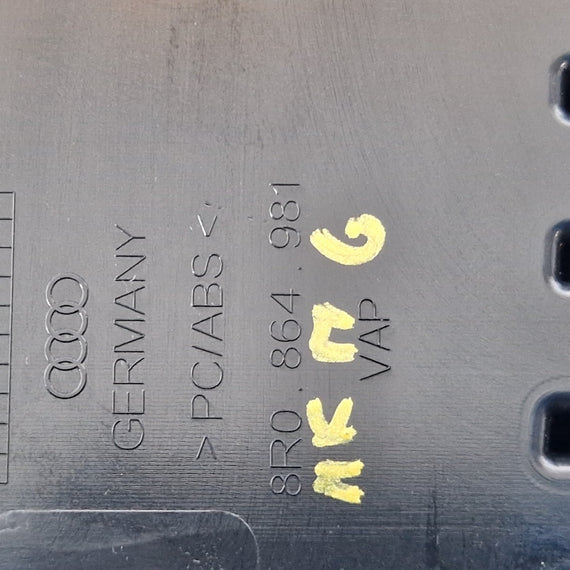 GERMANY
> PC/ABS <
8R0 . 864 . 981
VAP